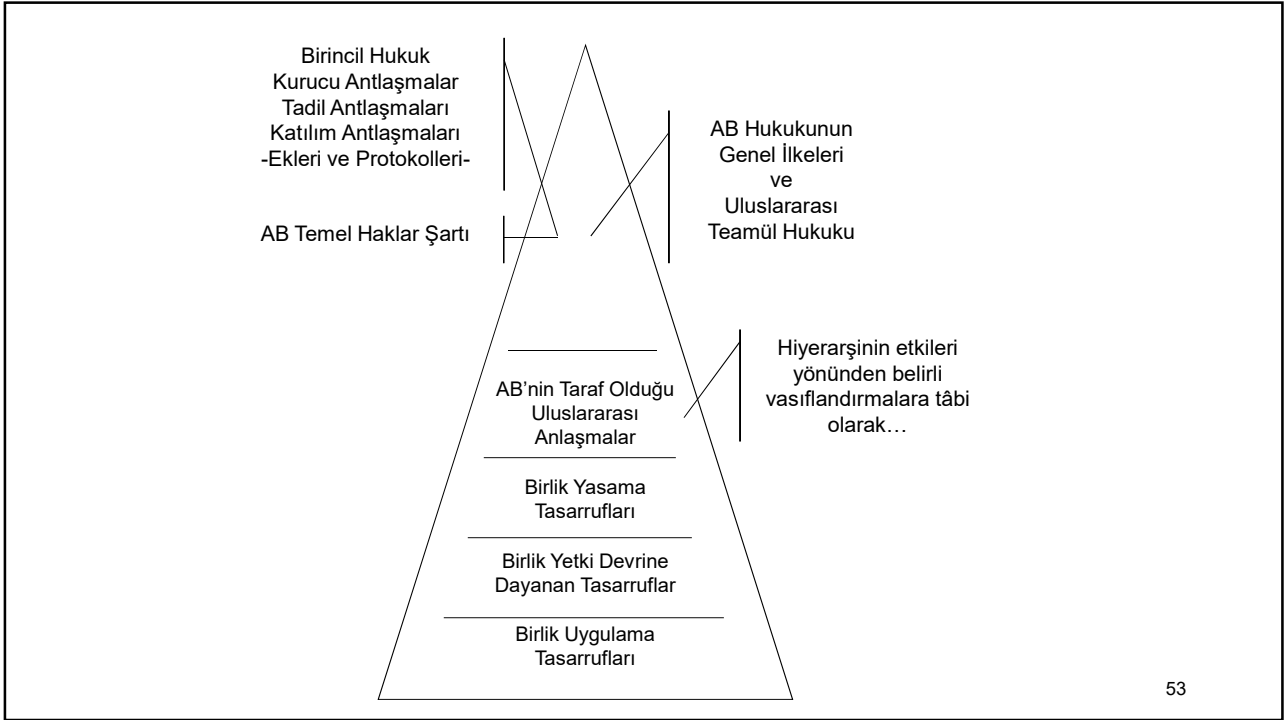 Birincil Hukuk
Kurucu Antlaşmalar
Tadil Antlaşmaları
Katılım Antlaşmaları
-Ekleri ve Protokolleri-
AB Temel Haklar Şartı
AB Hukukunun
Genel İlkeleri
ve
Uluslararası
Teamül Hukuku
Hiyerarşinin etkileri
yönünden belirli
vasıflandırmalara tâbi
olarak…
AB’nin Taraf Olduğu
Uluslararası
Anlaşmalar
Birlik Yasama
Tasarrufları
Birlik Yetki Devrine
Dayanan Tasarruflar
Birlik Uygulama
Tasarrufları
53